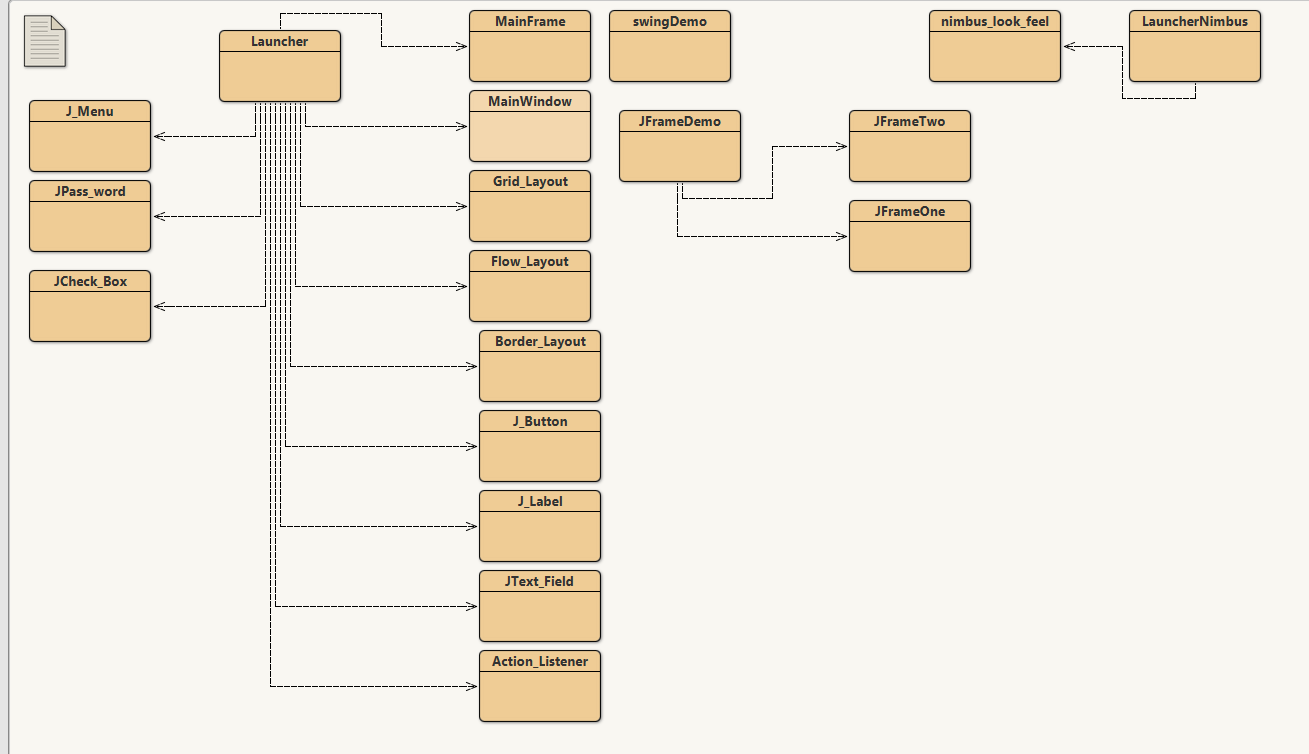 MainFrame
swingDemo
nimbus_look_feel
LauncherNimbus
Launcher
MainWindow
J_Menu
JFrameDemo
JFrameTwo
Grid_Layout
JPass_word
JFrameOne
Flow_Layout
JCheck_Box
Border_Layout
J_Button
J_Label
JText_Field
Action_Listener